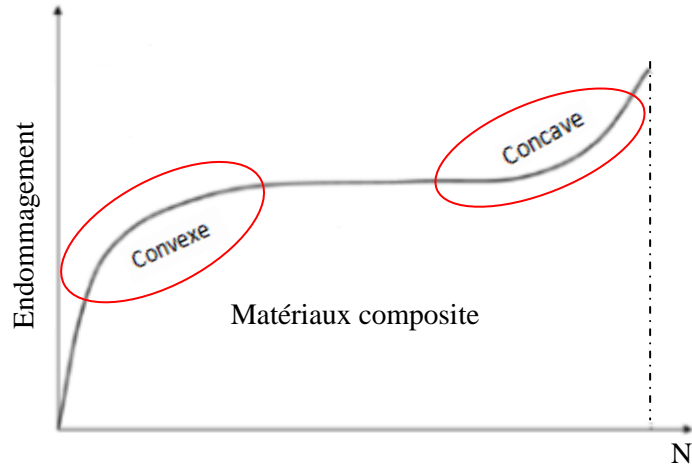 Concave
Convexe
Endommagement
Matériaux composite
N